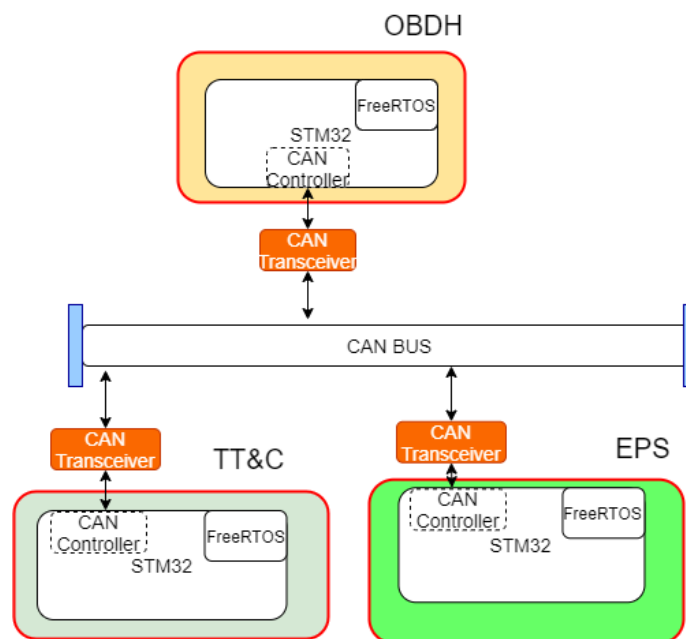 OBDH
FreeRTOS
STM32
CAN
Controller
CAN
Transceiver
CAN BUS
CAN
Transceiver
TT&C
CAN
Transceiver
EPS
CAN
Controller
FreeRTOS
STM32
CAN
Controller
FreeRTOS
STM32